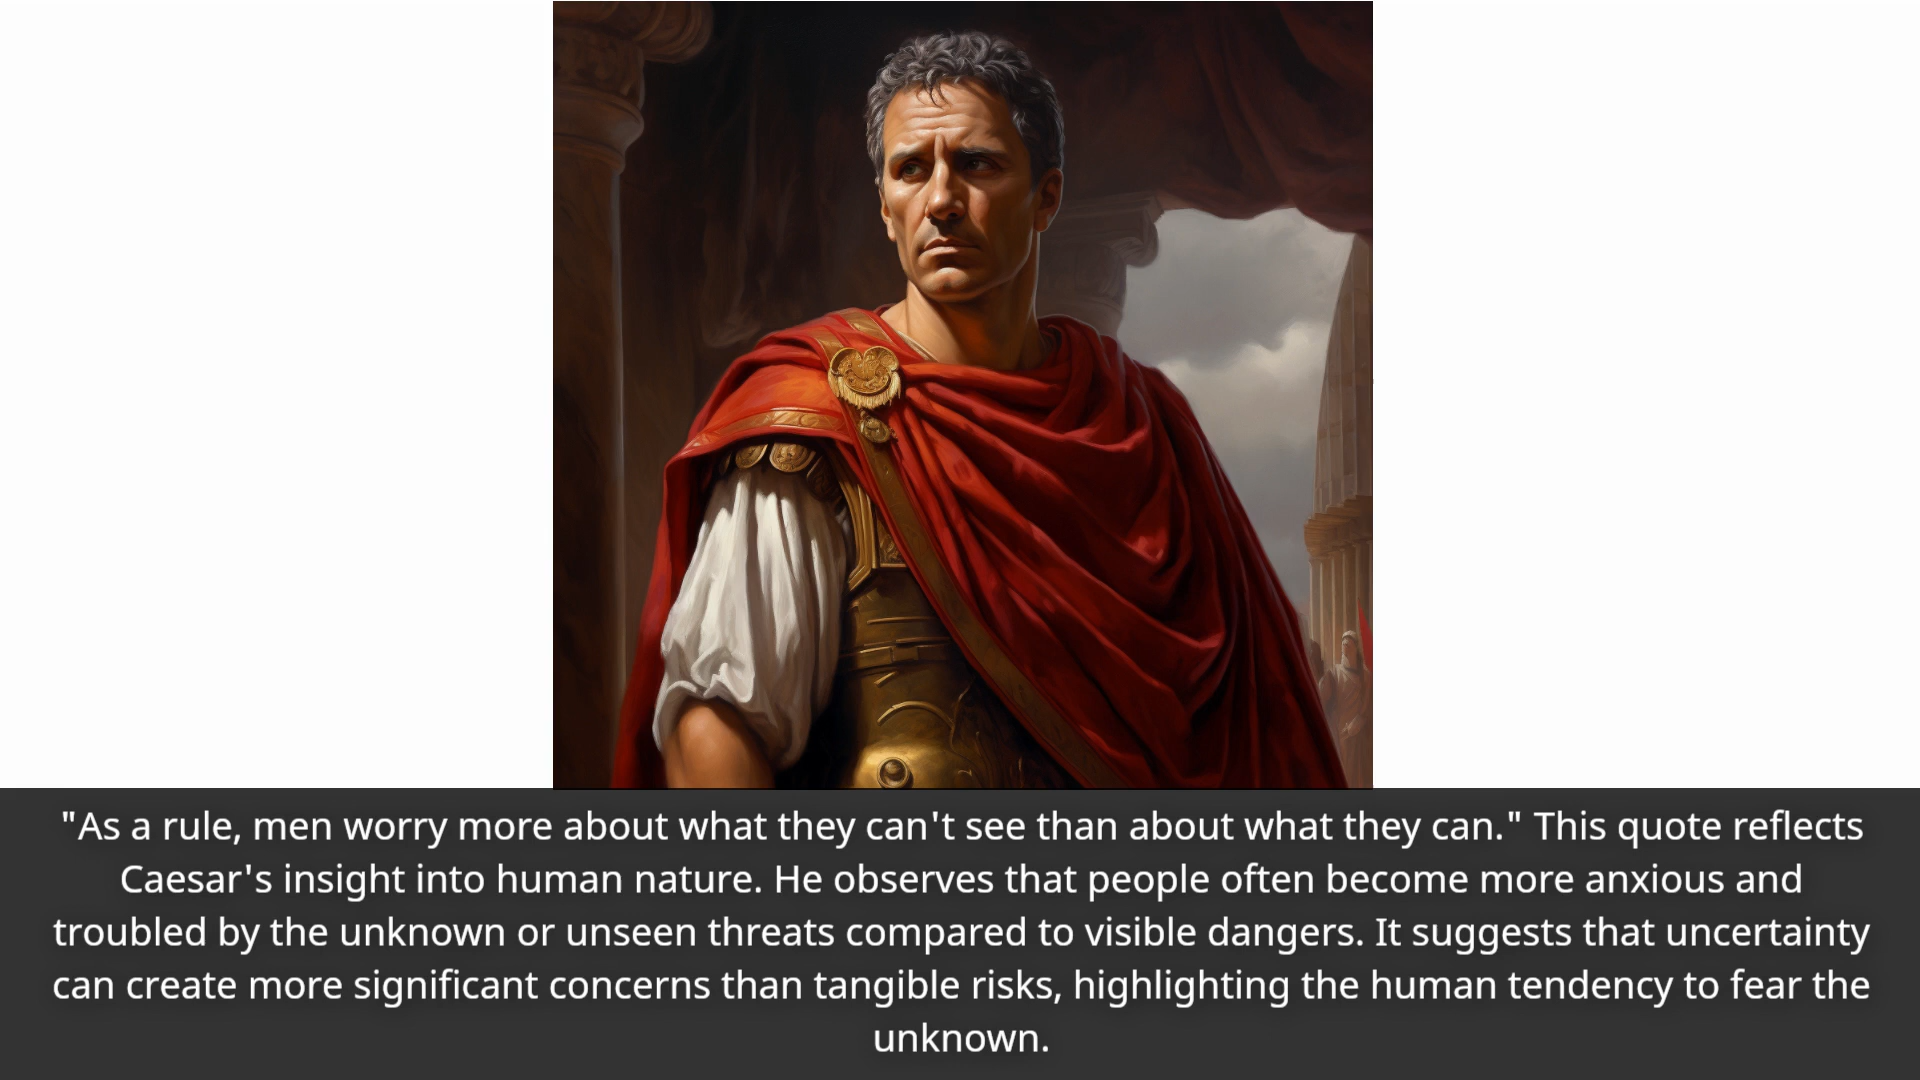 "As a rule, men worry more about what they can't see than about what they can." This quote reflects
Caesar's insight into human nature. He observes that people often become more anxious and
troubled by the unknown or unseen threats compared to visible dangers. It suggests that uncertainty
can create more significant concerns than tangible risks, highlighting the human tendency to fear the
unknown.